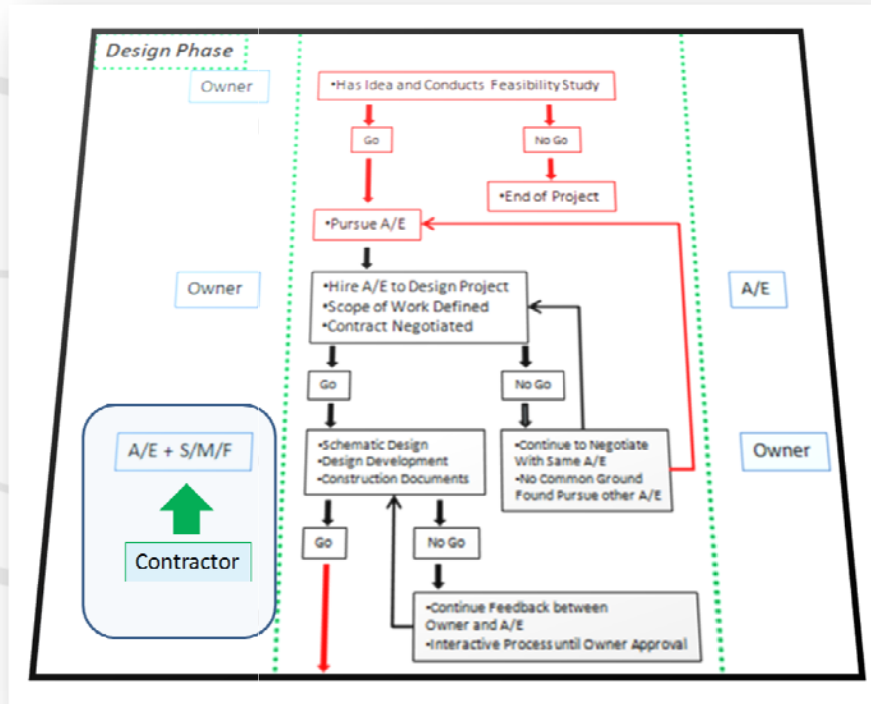 Design Phase
Owner
•Has Idea and Conducts Feasibility Study
Go
No Go
•End of Project
•Pursue A/E
Owner
•Hire A/E to Design Project
•Scope of Work Defined
•Contract Negotiated
A/E
Go
No Go
A/E + S/M/F
•Schematic Design
•Design Development
•Construction Documents
•Continue to Negotiate
With Same A/E
•No Common Ground
Found Pursue other A/E
Owner
Contractor
Go
No Go
•Continue Feedback between
Owner and A/E
•Interactive Process until Owner Approval